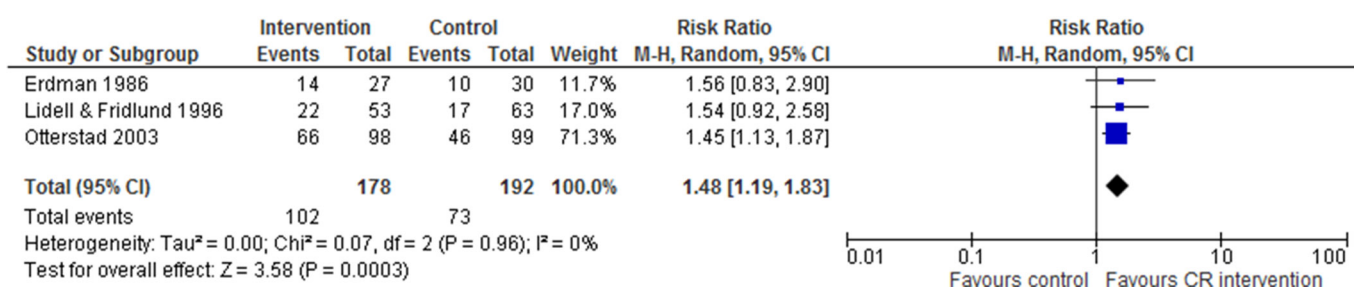 Intervention Control Risk Ratio Risk Ratio
Study or Subgroup Events Total Events Total Weight M-H, Random, 95% CI M-H, Random, 95% CI
Erdman 1986 14 27 10 30 11.7% 1.56 [0.83, 2.90]
Lidell & Fridlund 1996 22 53 17 63 17.0% 1.54 [0.92, 2.58]
Otterstad 2003 66 98 46 99 71.3% 1.45 [1.13, 1.87]
Total (95% CI) 178 192 100.0% 1.48 [1.19, 1.83]
Total events 102 73
Heterogeneity: Tau² = 0.00; Chi² = 0.07, df = 2 (P = 0.96); I² = 0%
Test for overall effect: Z = 3.58 (P = 0.0003)
0.01 0.1 1 10 100
Favours control Favours CR intervention